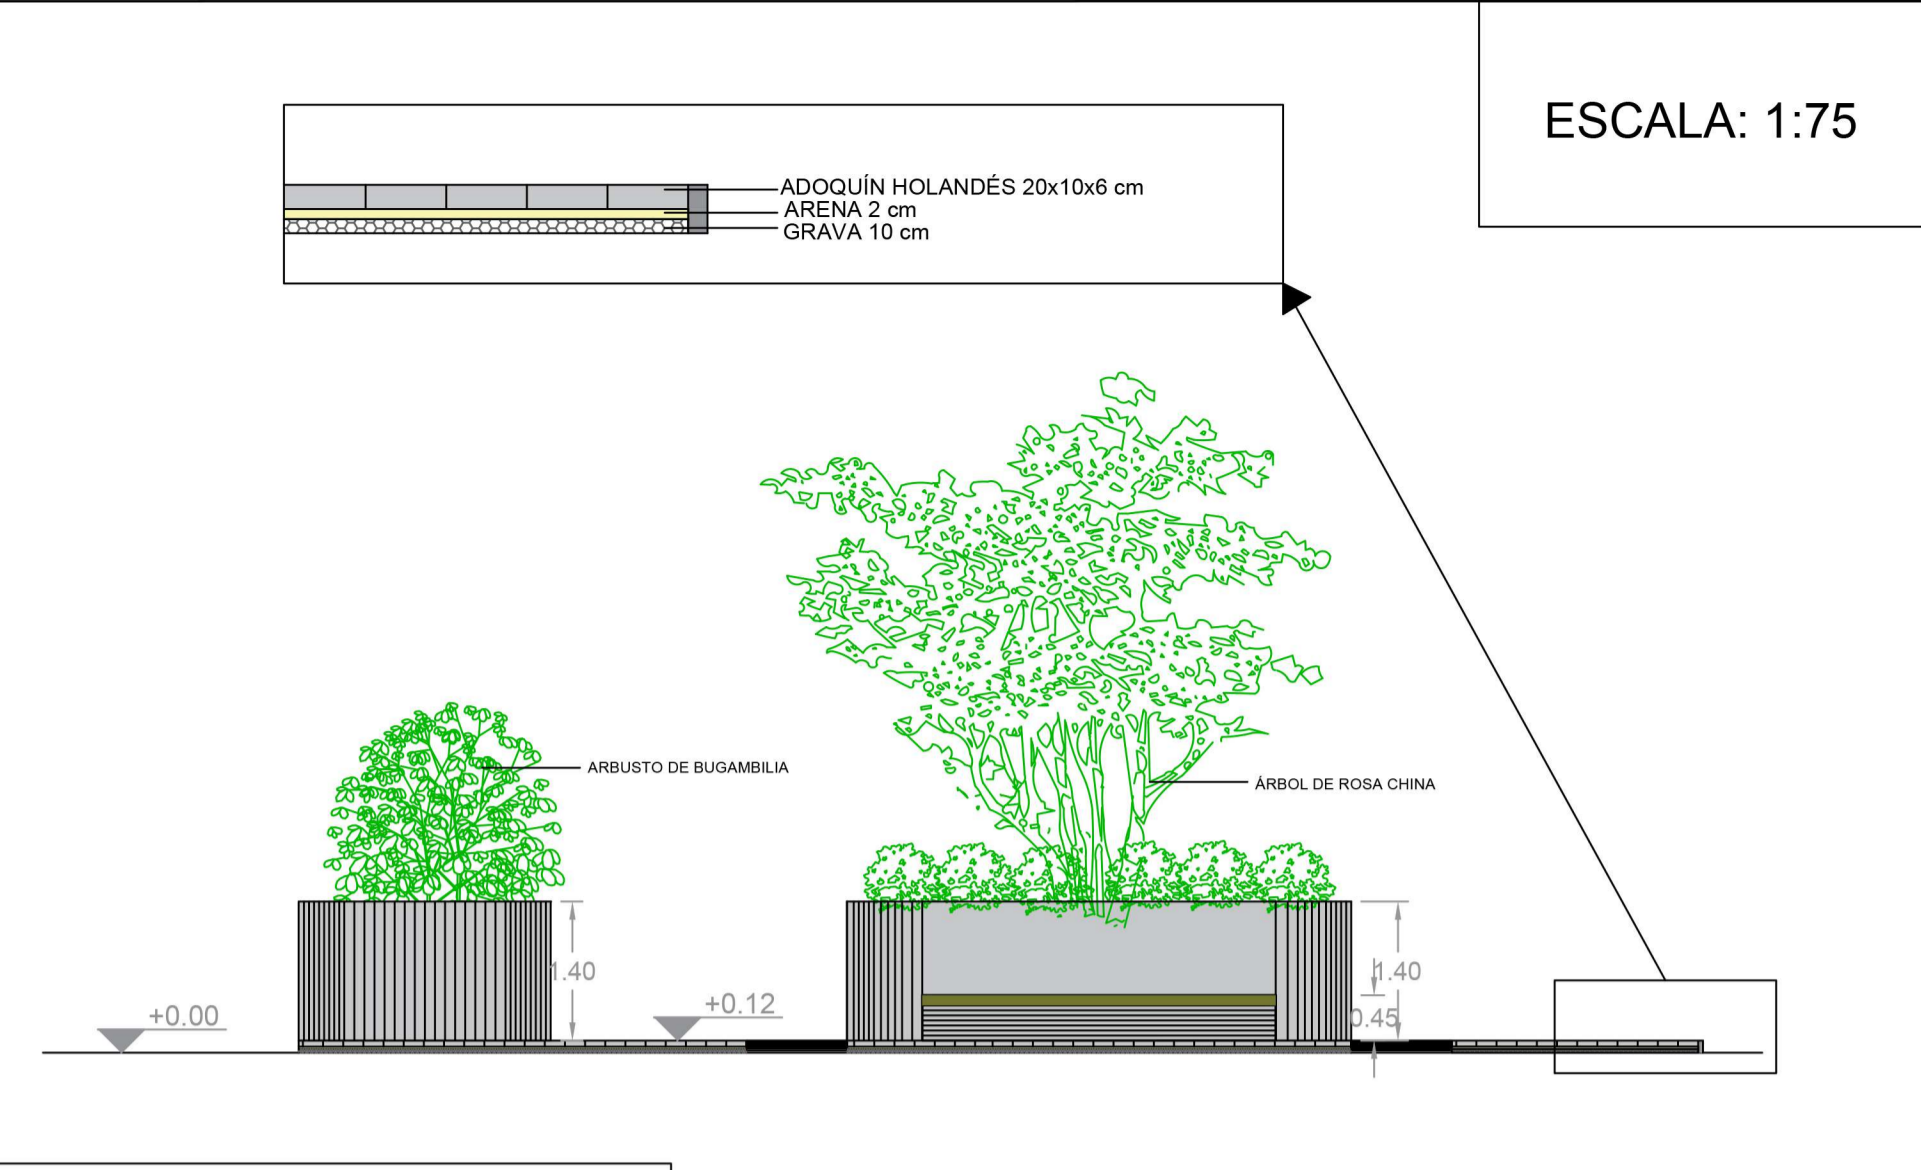 ESCALA: 1:75
ADOQUÍN HOLANDÉS 20x10x6 cm
ARENA 2 cm
GRAVA 10 cm
ARBUSTO DE BUGAMBILIA
ÁRBOL DE ROSA CHINA
1.40
1.40
+0.00
+0.12
0.45